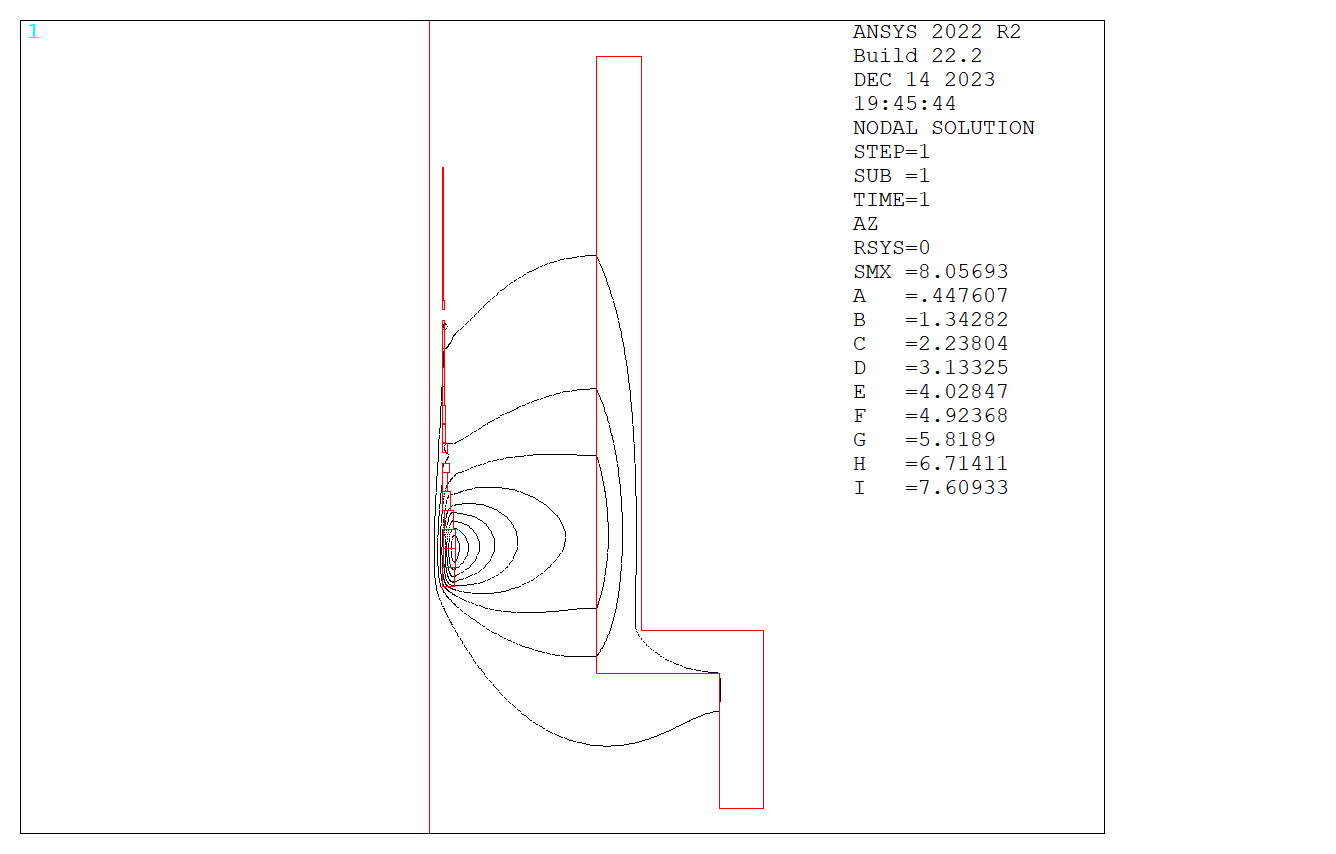 1
ANSYS 2022 R2
Build 22.2
DEC 14 2023
19:45:44
NODAL SOLUTION
STEP=1
SUB =1
TIME=1
AZ
RSYS=0
SMX =8.05693
A   =.447607
B   =1.34282
C   =2.23804
D   =3.13325
E   =4.02847
F   =4.92368
G   =5.8189
H   =6.71411
I   =7.60933